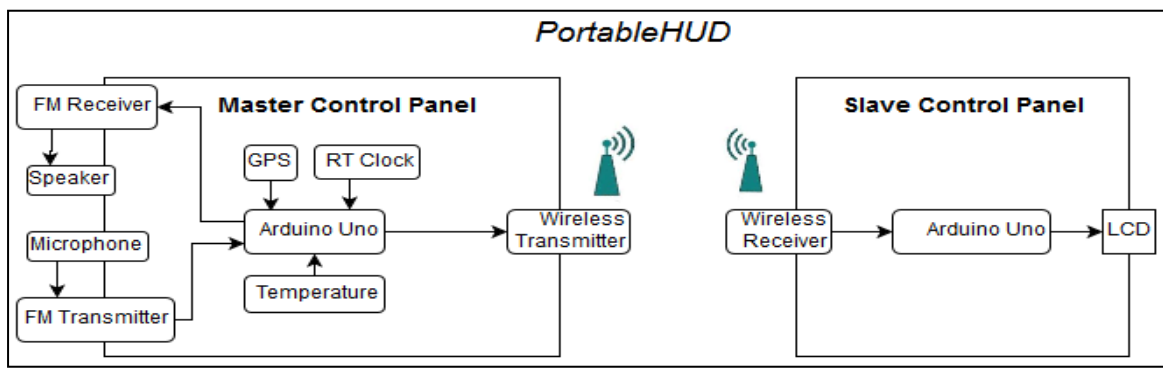 PortableHUD
Master Control Panel
FM Receiver
Speaker
GPS
RT Clock
Arduino Uno
Microphone
Temperature
FM Transmitter
Wireless
Transmitter
Slave Control Panel
Wireless
Receiver
Arduino Uno
LCD